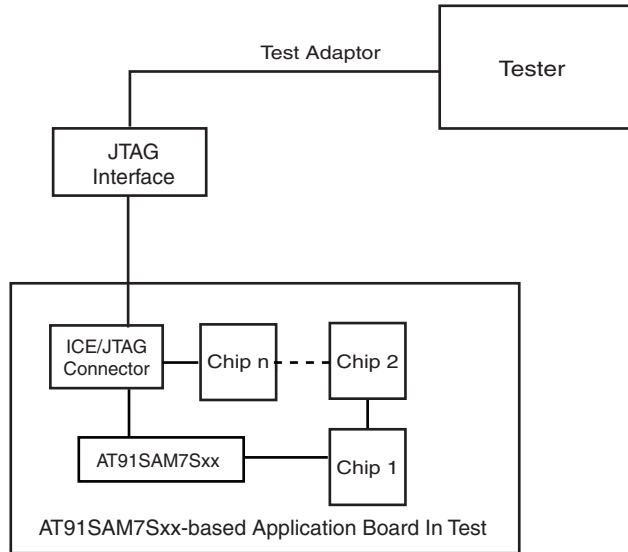 Test Adaptor
Tester
JTAG
Interface
ICE/JTAG
Connector
Chip n
Chip 2
AT91SAM7Sxx
Chip 1
AT91SAM7Sxx-based Application Board In Test